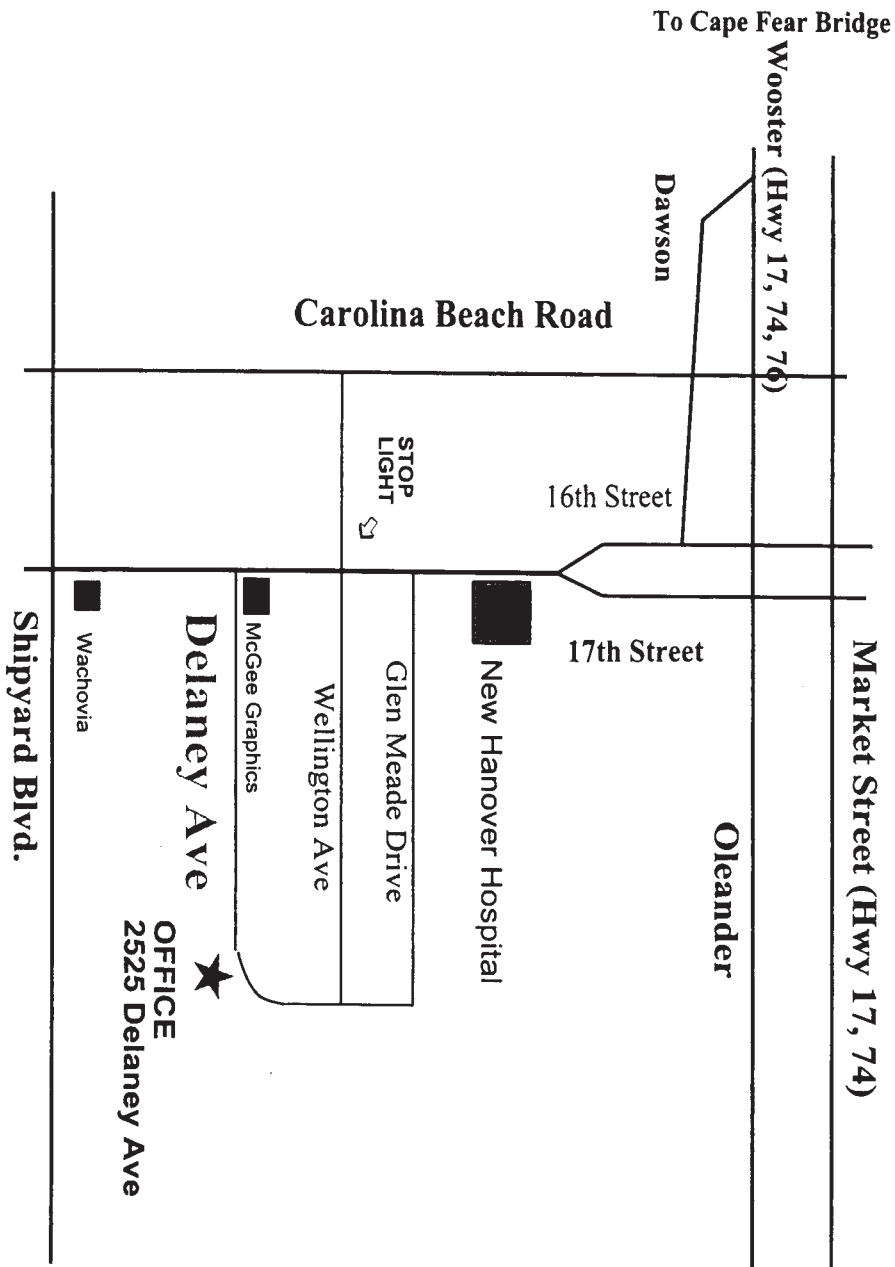 To Cape Fear Bridge
Wooster (Hwy 17, 74, 76)
Dawson
Carolina Beach Road
STOP
LIGHT
16th Street
17th Street
Market Street (Hwy 17, 74)
Oleander
New Hanover Hospital
Glen Meade Drive
Wellington Ave
McGee Graphics
Delaney Ave
Wachovia
Shipyard Blvd.
OFFICE
2525 Delaney Ave